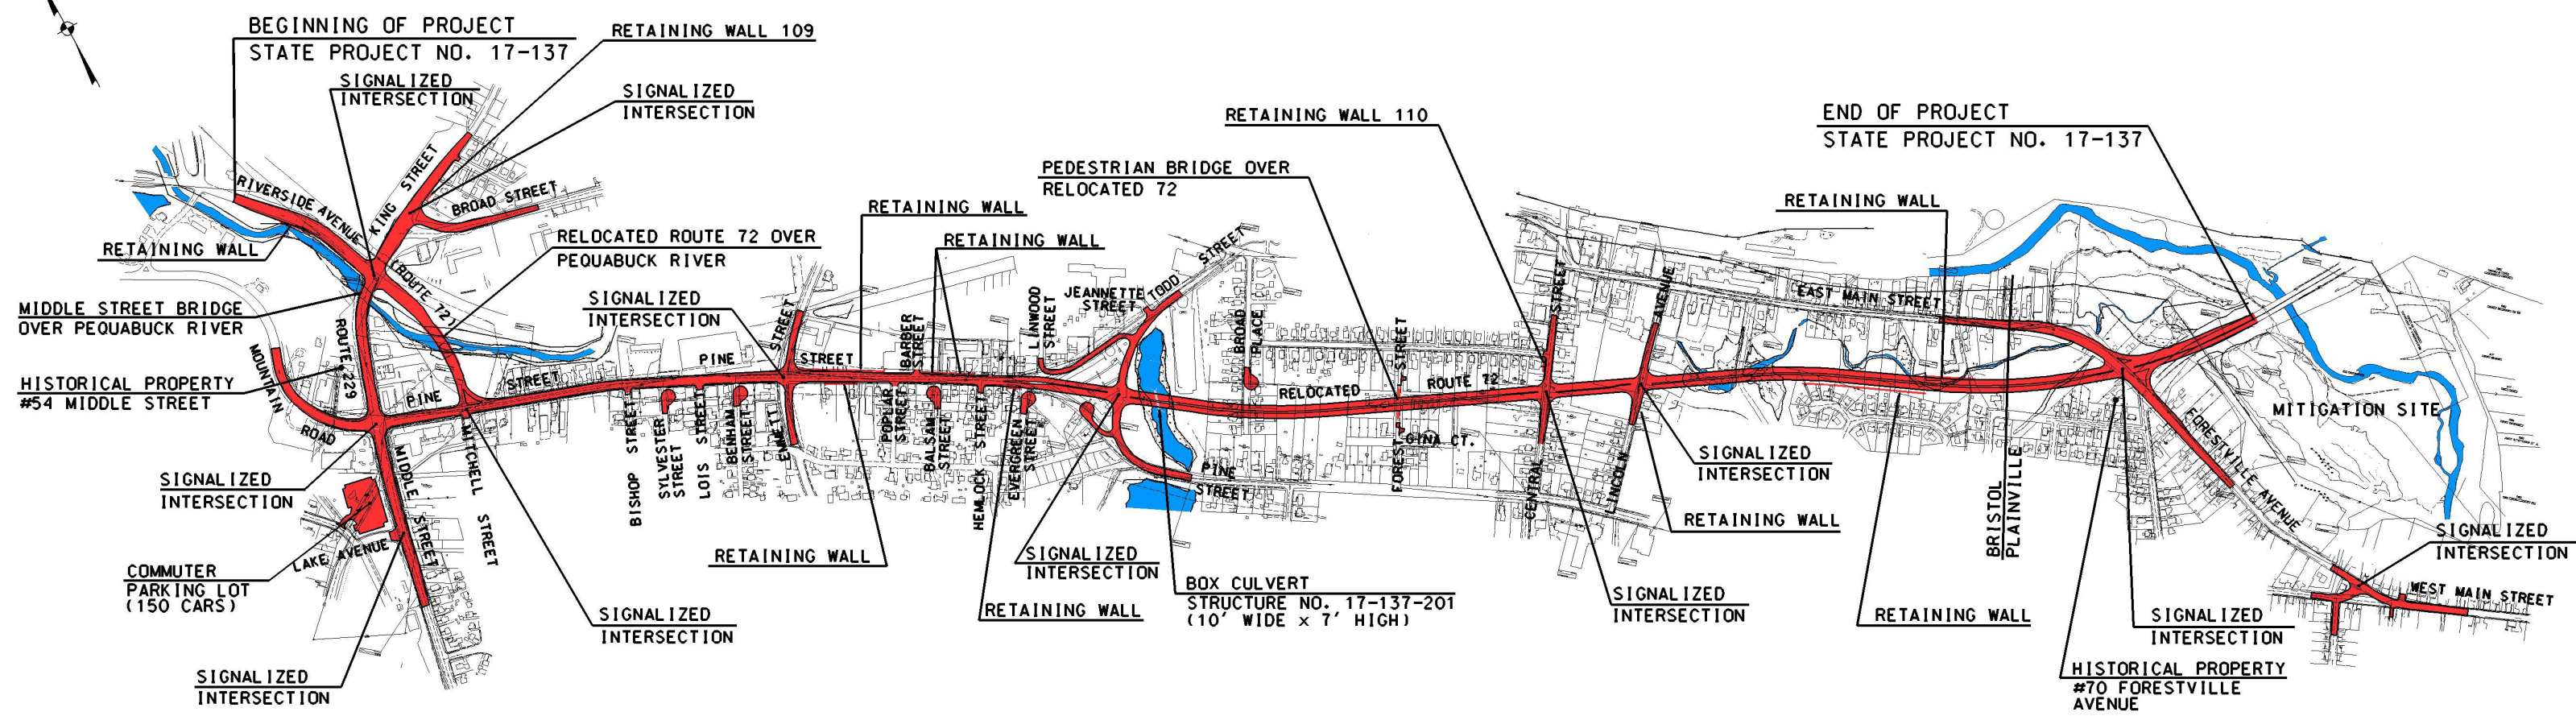 BEGINNING OF PROJECT
STATE PROJECT NO. 17-137
RETAINING WALL 109
SIGNALIZED
INTERSECTION
SIGNALIZED
INTERSECTION
KING STREET
BROAD STREET
RIVERSIDE AVENUE
(ROUTE 72)
RETAINING WALL
RELOCATED ROUTE 72 OVER
PEQUABUCK RIVER
MIDDLE STREET BRIDGE
OVER PEQUABUCK RIVER
ROUTE 229
MOUNTAIN
ROAD
HISTORICAL PROPERTY
#54 MIDDLE STREET
SIGNALIZED
INTERSECTION
PINE
STREET
PINE
STREET
SIGNALIZED
INTERSECTION
MIDDLE
STREET
MITCHELL
STREET
LAKE AVENUE
COMMUTER
PARKING LOT
(150 CARS)
SIGNALIZED
INTERSECTION
SIGNALIZED
INTERSECTION
BISHOP STREET
SYLVESTER
STREET
LOIS STREET
BENHAM
STREET
EMMETT
STREET
RETAINING WALL
RETAINING WALL
BARBER
STREET
POPLAR
STREET
BALSAM
STREET
HEMLOCK STREET
EVERGREEN
STREET
LINWOOD
STREET
JEANNETTE
STREET
TODD STREET
RETAINING WALL
RETAINING WALL
SIGNALIZED
INTERSECTION
BOX CULVERT
STRUCTURE NO. 17-137-201
(10' WIDE x 7' HIGH)
PINE
STREET
PEDESTRIAN BRIDGE OVER
RELOCATED 72
RETAINING WALL 110
BROAD
PLACE
RELOCATED ROUTE 72
FOREST STREET
GINA CT.
CENTRAL
STREET
LINCOLN
AVENUE
SIGNALIZED
INTERSECTION
RETAINING WALL
SIGNALIZED
INTERSECTION
END OF PROJECT
STATE PROJECT NO. 17-137
RETAINING WALL
EAST MAIN STREET
BRISTOL
PLAINVILLE
RETAINING WALL
MITIGATION SITE
FORESTVILLE AVENUE
SIGNALIZED
INTERSECTION
HISTORICAL PROPERTY
#70 FORESTVILLE
AVENUE
SIGNALIZED
INTERSECTION
WEST MAIN STREET